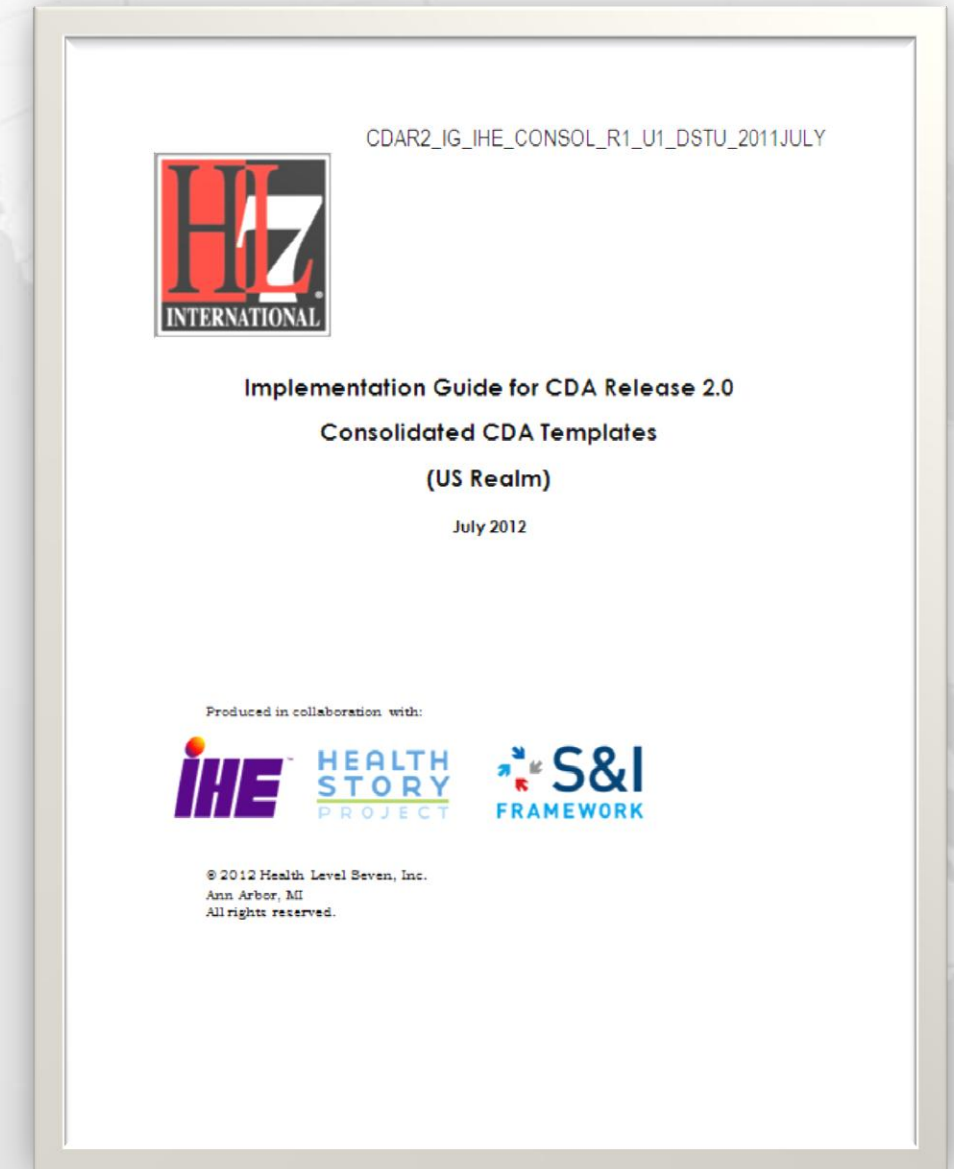 CDAR2_IG_IHE_CONSOL_R1_U1_DSTU_2011JULY
HL7
®
INTERNATIONAL
Implementation Guide for CDA Release 2.0
Consolidated CDA Templates
(US Realm)
July 2012
Produced in collaboration with:
IHE™ HEALTH STORY PROJECT S&I FRAMEWORK
© 2012 Health Level Seven, Inc.
Ann Arbor, MI
All rights reserved.